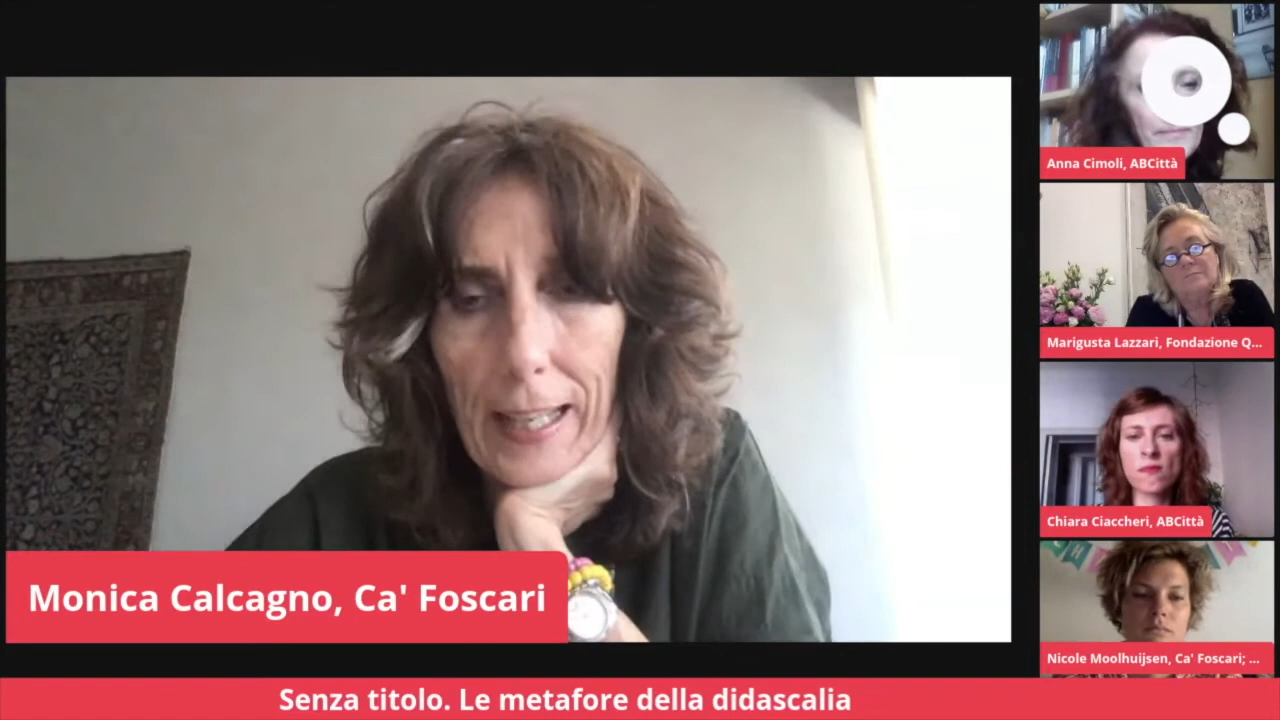 Anna Cimoli, ABCittà
Marigusta Lazzari, Fondazione Q...
Chiara Ciaccheri, ABCittà
Monica Calcagno, Ca' Foscari
Nicole Moolhuijsen, Ca' Foscari; ...
Senza titolo. Le metafore della didascalia